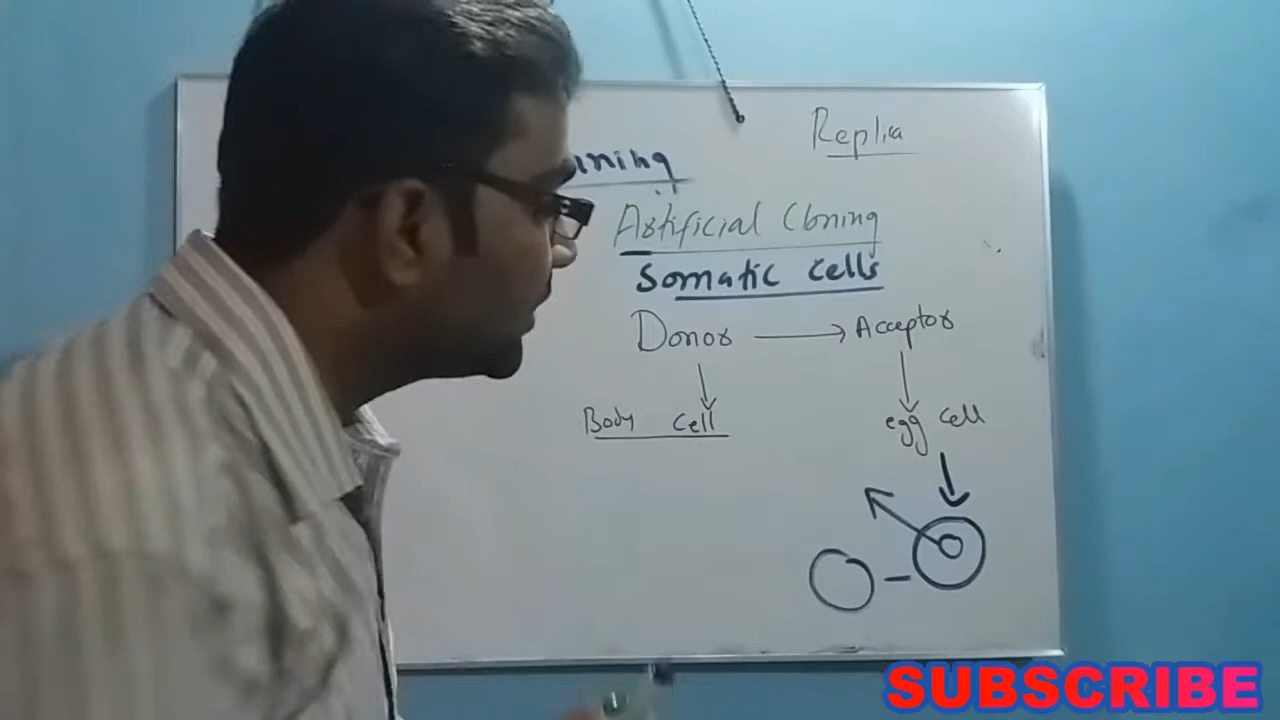 Replica
Artificial Cloning
Somatic Cells
Donor → Acceptor
Body Cell egg Cell
SUBSCRIBE